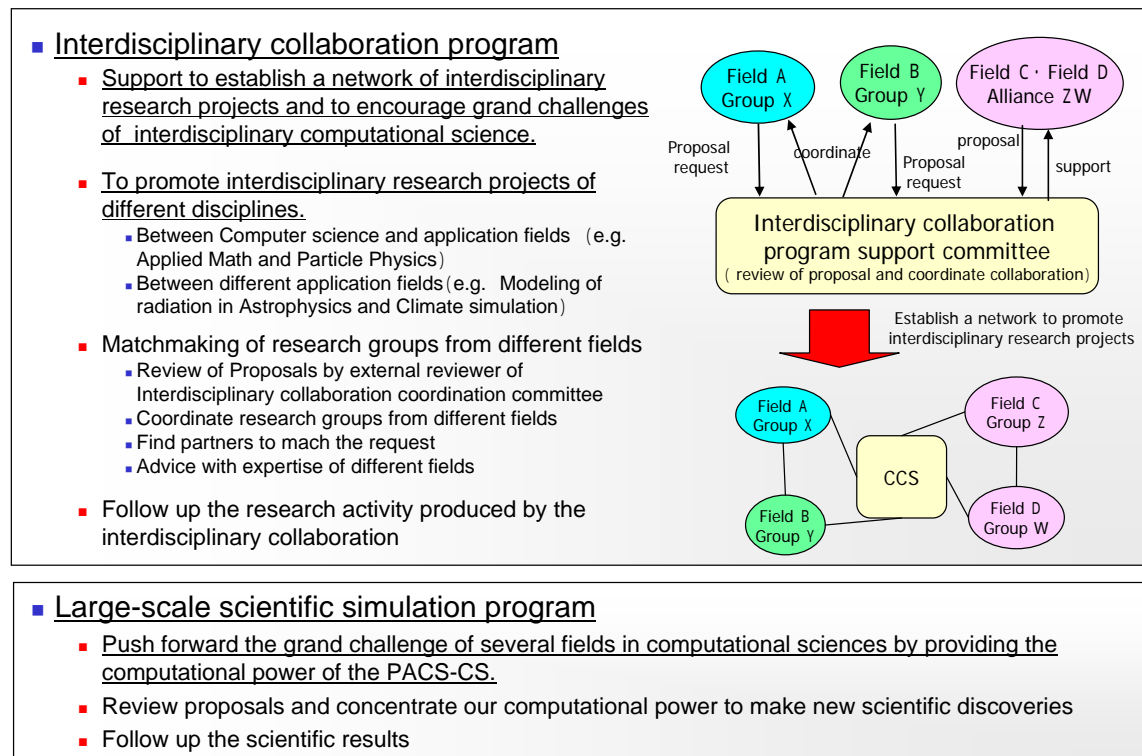 Interdisciplinary collaboration program
Support to establish a network of interdisciplinary
research projects and to encourage grand challenges
of interdisciplinary computational science.
To promote interdisciplinary research projects of
different disciplines.
Between Computer science and application fields (e.g.
Applied Math and Particle Physics)
Between different application fields(e.g. Modeling of
radiation in Astrophysics and Climate simulation)
Matchmaking of research groups from different fields
Review of Proposals by external reviewer of
Interdisciplinary collaboration coordination committee
Coordinate research groups from different fields
Find partners to mach the request
Advice with expertise of different fields
Follow up the research activity produced by the
interdisciplinary collaboration
Field A
Group X
Field B
Group Y
Field C・Field D
Alliance ZW
Proposal
request
coordinate
Proposal
request
proposal
support
Interdisciplinary collaboration
program support committee
( review of proposal and coordinate collaboration)
Establish a network to promote
interdisciplinary research projects
Field A
Group X
Field C
Group Z
CCS
Field B
Group Y
Field D
Group W
Large-scale scientific simulation program
Push forward the grand challenge of several fields in computational sciences by providing the
computational power of the PACS-CS.
Review proposals and concentrate our computational power to make new scientific discoveries
Follow up the scientific results